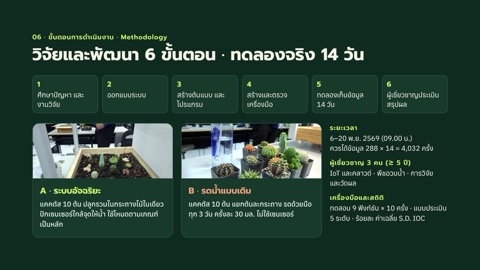 06 · ขั้นตอนการดำเนินงาน · Methodology
วิจัยและพัฒนา 6 ขั้นตอน · ทดลองจริง 14 วัน
1
ศึกษาปัญหา และ
งานวิจัย
2
ออกแบบระบบ
3
สร้างต้นแบบ และ
โปรแกรม
4
สร้างและตรวจ
เครื่องมือ
5
ทดลองเก็บข้อมูล
14 วัน
6
ผู้เชี่ยวชาญประเมิน
สรุปผล
A · ระบบอัจฉริยะ
แคคตัส 10 ต้น ปลูกรวมในกระถางไม้ใบเดียว
ปักเซนเซอร์ใกล้จุดให้น้ำ ใช้โหมดตามเกณฑ์
เป็นหลัก
B · รดน้ำแบบเดิม
แคคตัส 10 ต้น แยกต้นละกระถาง รดด้วยมือ
ทุก 3 วัน ครั้งละ 30 มล. ไม่ใช้เซนเซอร์
ระยะเวลา
6–20 พ.ย. 2569 (09.00 น.)
ควรได้ข้อมูล 288 × 14 = 4,032 ครั้ง
ผู้เชี่ยวชาญ 3 คน (≥ 5 ปี)
IoT และคลาวด์ · พืชอวบน้ำ · การวิจัย
และวัดผล
เครื่องมือและสถิติ
ทดสอบ 9 ฟังก์ชัน × 10 ครั้ง · แบบประเมิน
5 ระดับ · ร้อยละ ค่าเฉลี่ย S.D. IOC